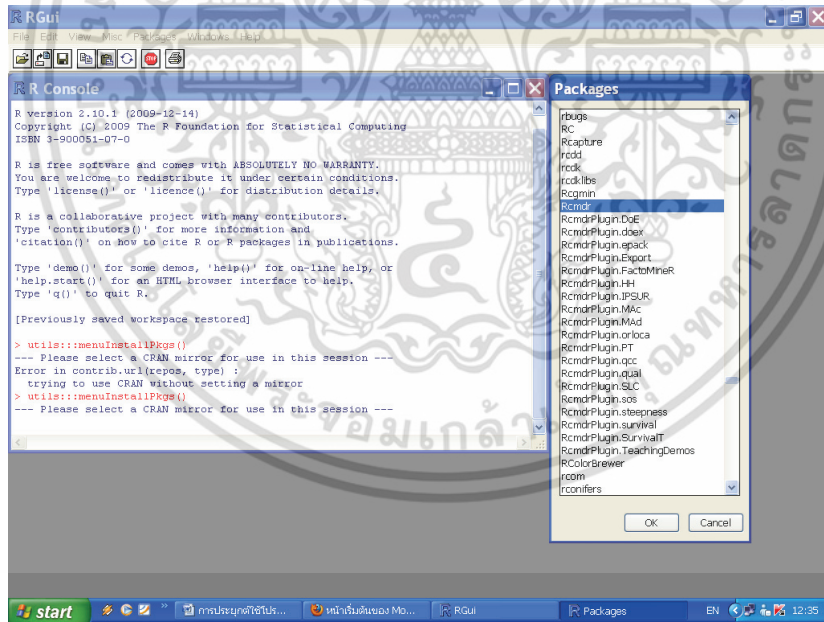 RGui
File Edit View Misc Packages Windows Help
R Console
R version 2.10.1 (2009-12-14)
Copyright (C) 2009 The R Foundation for Statistical Computing
ISBN 3-900051-07-0
R is free software and comes with ABSOLUTELY NO WARRANTY.
You are welcome to redistribute it under certain conditions.
Type 'license()' or 'licence()' for distribution details.
R is a collaborative project with many contributors.
Type 'contributors()' for more information and
'citation()' on how to cite R or R packages in publications.
Type 'demo()' for some demos, 'help()' for on-line help, or
'help.start()' for an HTML browser interface to help.
Type 'q()' to quit R.
[Previously saved workspace restored]
> utils:::menuInstallPkgs()
--- Please select a CRAN mirror for use in this session ---
Error in contrib.url(repos, type) :
trying to use CRAN without setting a mirror
> utils:::menuInstallPkgs()
--- Please select a CRAN mirror for use in this session ---
Packages
rbugs
RC
Rcapture
rcdd
rcdk
rcdklibs
Rcgmin
Rcmdr
RcmdrPlugin.DoE
RcmdrPlugin.doex
RcmdrPlugin.epack
RcmdrPlugin.Export
RcmdrPlugin.FactoMineR
RcmdrPlugin.HH
RcmdrPlugin.IPSUR
RcmdrPlugin.MAc
RcmdrPlugin.MAd
RcmdrPlugin.orloca
RcmdrPlugin.PT
RcmdrPlugin.qcc
RcmdrPlugin.qual
RcmdrPlugin.SLC
RcmdrPlugin.sos
RcmdrPlugin.steepness
RcmdrPlugin.survival
RcmdrPlugin.SurvivalT
RcmdrPlugin.TeachingDemos
RColorBrewer
rcom
rconifers
OK Cancel
start
การประยุกต์ใช้โปร...
หน้าเริ่มต้นของ Mo...
RGui
Packages
EN
12:35